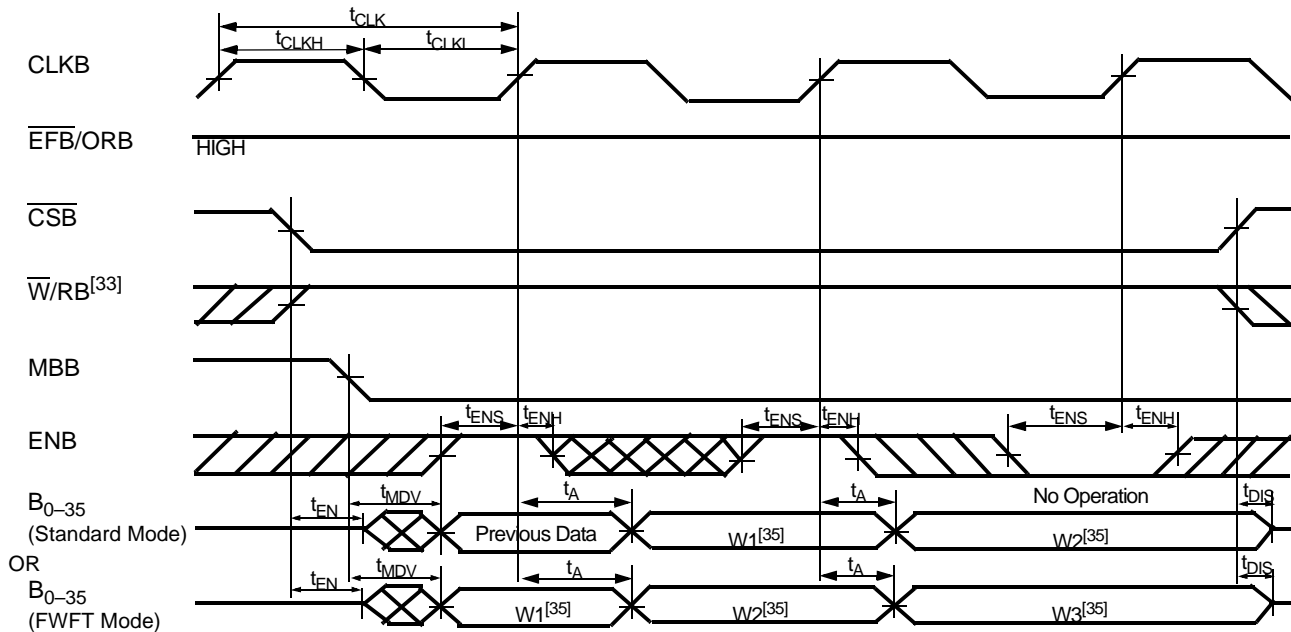 tCLK
tCLKH tCLKL
CLKB
EFB/ORB HIGH
CSB
W/RB[33]
MBB
tENS tENH tENS tENH tENS tENH
ENB
tMDV tA tA No Operation tDIS
tEN
B0–35
(Standard Mode) Previous Data W1[35] W2[35]
OR
tEN tMDV tA tA tDIS
B0–35
(FWFT Mode) W1[35] W2[35] W3[35]